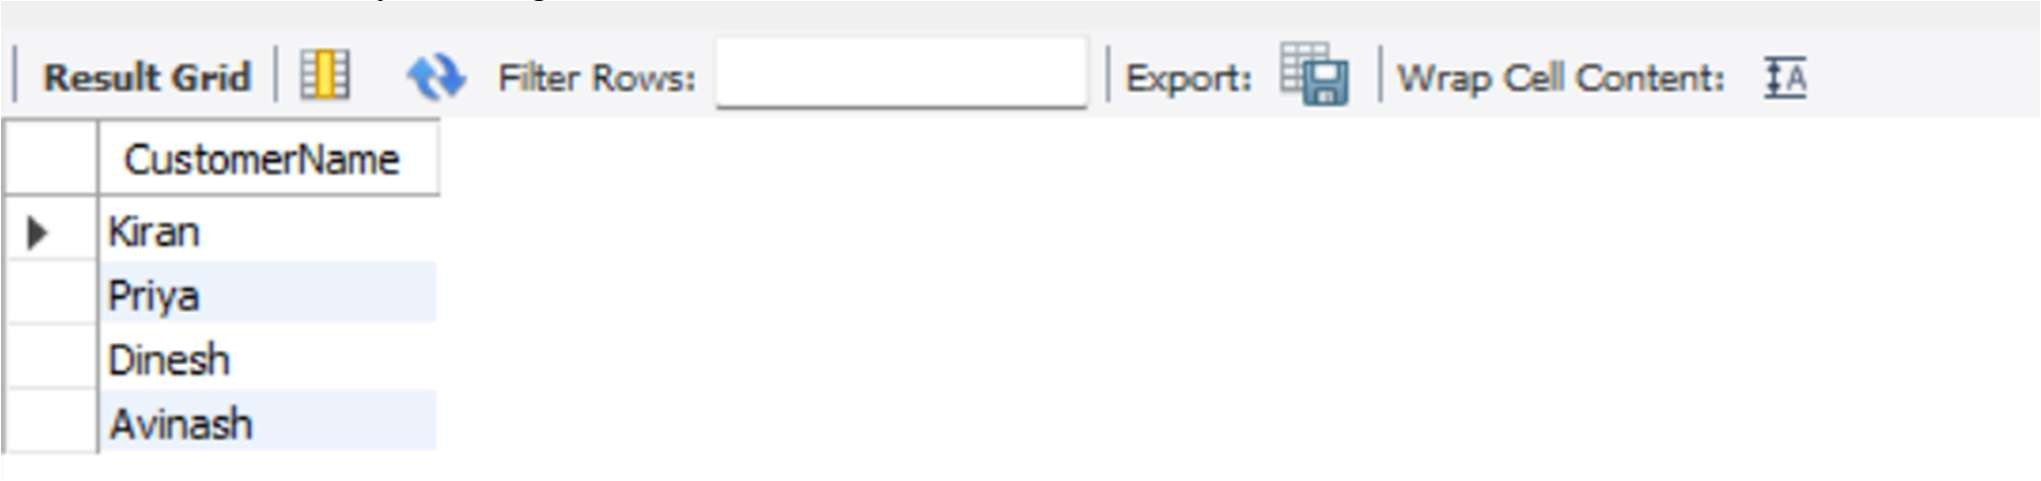 Result Grid Filter Rows: Export: Wrap Cell Content: A
CustomerName
Kiran
Priya
Dinesh
Avinash